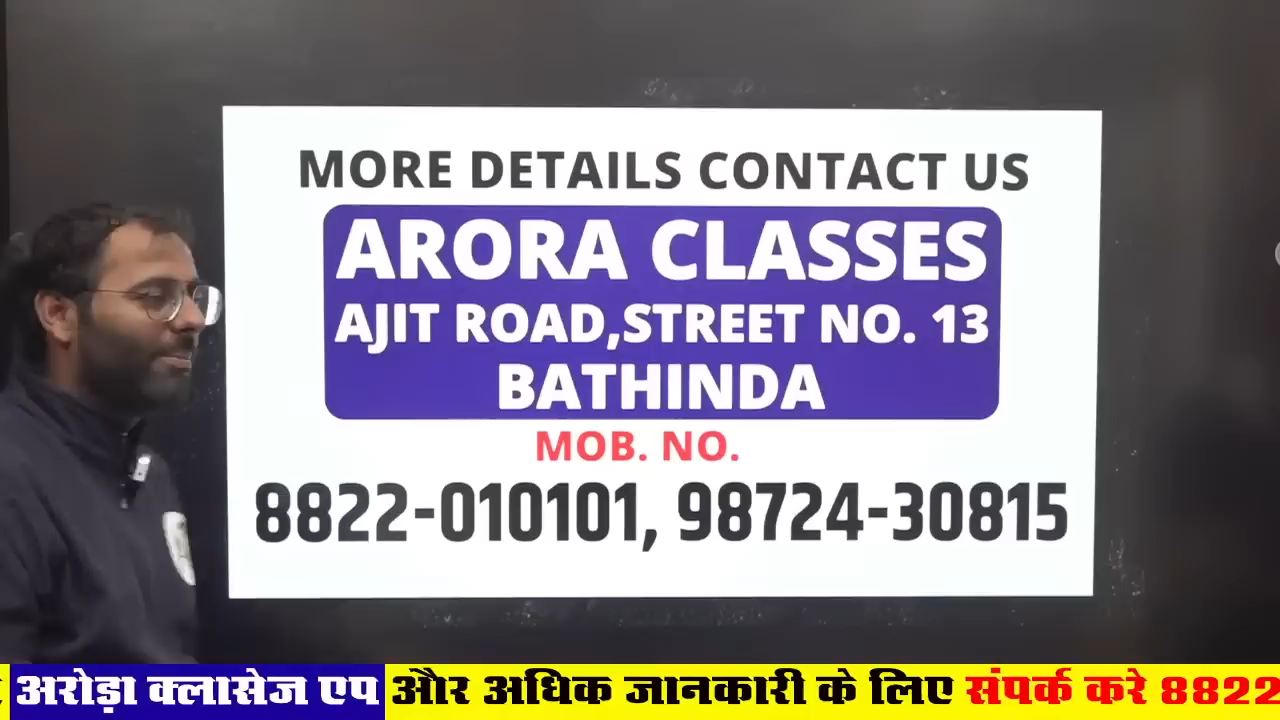 MORE DETAILS CONTACT US
ARORA CLASSES
AJIT ROAD,STREET NO. 13
BATHINDA
MOB. NO.
8822-010101, 98724-30815
अरोड़ा क्लासेज एप और अधिक जानकारी के लिए संपर्क करे 8822